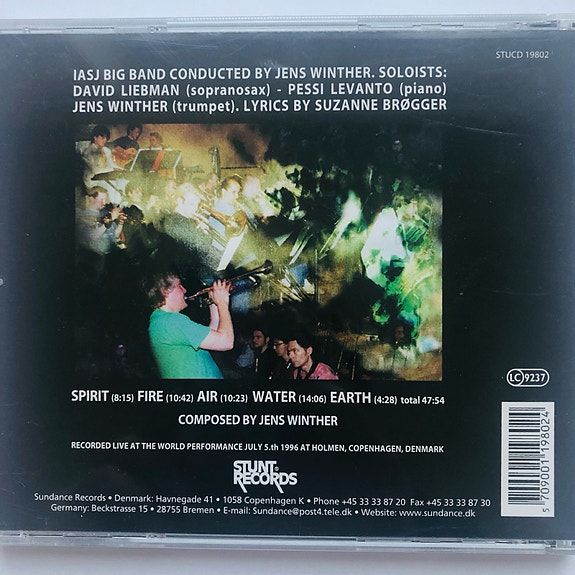 STUCD 19802
IASJ BIG BAND CONDUCTED BY JENS WINTHER. SOLOISTS:
DAVID LIEBMAN (sopranosax) - PESSI LEVANTO (piano)
JENS WINTHER (trumpet). LYRICS BY SUZANNE BRØGGER
SPIRIT (8:15) FIRE (10:42) AIR (10:23) WATER (14:06) EARTH (4:28) total 47:54
COMPOSED BY JENS WINTHER
LC 9237
RECORDED LIVE AT THE WORLD PERFORMANCE JULY 5.th 1996 AT HOLMEN, COPENHAGEN, DENMARK
STUNT
RECORDS
Sundance Records • Denmark: Havnegade 41 • 1058 Copenhagen K • Phone +45 33 33 87 20 Fax +45 33 33 87 30
Germany: Beckstrasse 15 • 28755 Bremen • E-mail: Sundance@post4.tele.dk • Website: www.sundance.dk
5 709001 198024